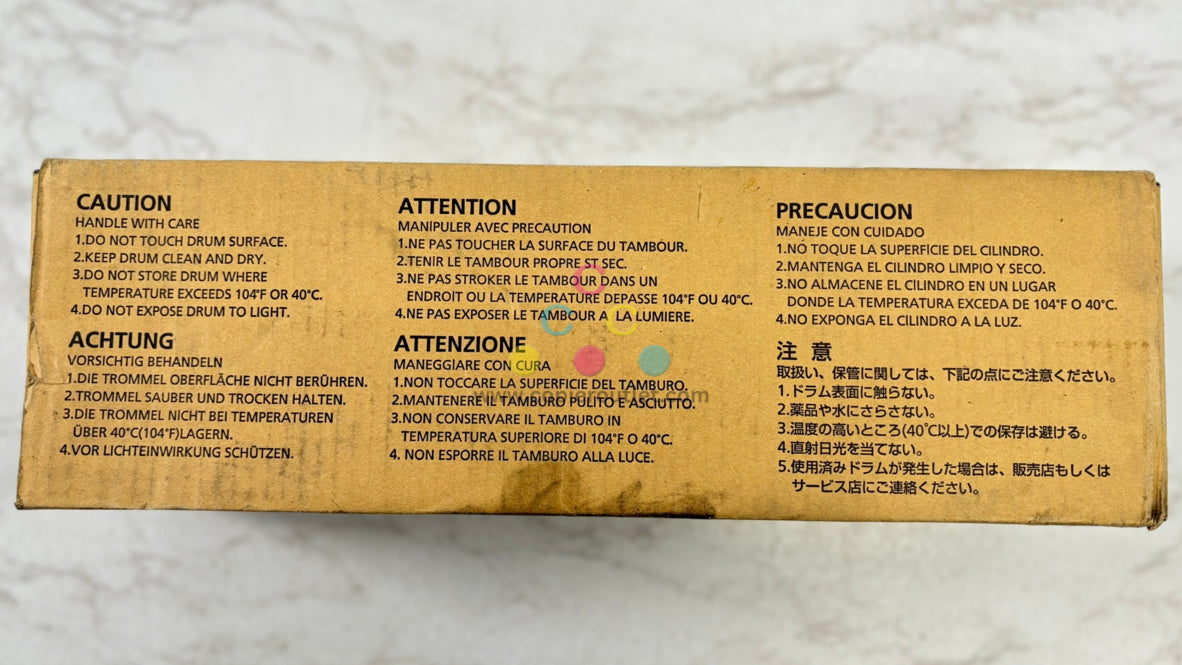 CAUTION
HANDLE WITH CARE
1.DO NOT TOUCH DRUM SURFACE.
2.KEEP DRUM CLEAN AND DRY.
3.DO NOT STORE DRUM WHERE
TEMPERATURE EXCEEDS 104°F OR 40°C.
4.DO NOT EXPOSE DRUM TO LIGHT.
ACHTUNG
VORSICHTIG BEHANDELN
1.DIE TROMMEL OBERFLÄCHE NICHT BERÜHREN.
2.TROMMEL SAUBER UND TROCKEN HALTEN.
3.DIE TROMMEL NICHT BEI TEMPERATUREN
ÜBER 40°C(104°F)LAGERN.
4.VOR LICHTEINWIRKUNG SCHÜTZEN.
ATTENTION
MANIPULER AVEC PRECAUTION
1.NE PAS TOUCHER LA SURFACE DU TAMBOUR.
2.TENIR LE TAMBOUR PROPRE ST SEC.
3.NE PAS STROKER LE TAMBOUR DANS UN
ENDROIT OU LA TEMPERATURE DEPASSE 104°F OU 40°C.
4.NE PAS EXPOSER LE TAMBOUR A LA LUMIERE.
ATTENZIONE
MANEGGIARE CON CURA
1.NON TOCCARE LA SUPERFICIE DEL TAMBURO.
2.MANTENERE IL TAMBURO PULITO E ASCIUTTO.
3.NON CONSERVARE IL TAMBURO IN
TEMPERATURA SUPERIORE DI 104°F O 40°C.
4. NON ESPORRE IL TAMBURO ALLA LUCE.
www.copieroutlet.com
PRECAUCION
MANEJE CON CUIDADO
1.NO TOQUE LA SUPERFICIE DEL CILINDRO.
2.MANTENGA EL CILINDRO LIMPIO Y SECO.
3.NO ALMACENE EL CILINDRO EN UN LUGAR
DONDE LA TEMPERATURA EXCEDA DE 104°F O 40°C.
4.NO EXPONGA EL CILINDRO A LA LUZ.
注 意
取扱い、保管に関しては、下記の点にご注意ください。
1.ドラム表面に触らない。
2.薬品や水にさらさない。
3.温度の高いところ(40℃以上)での保存は避ける。
4.直射日光を当てない。
5.使用済みドラムが発生した場合は、販売店もしくは
サービス店にご連絡ください。